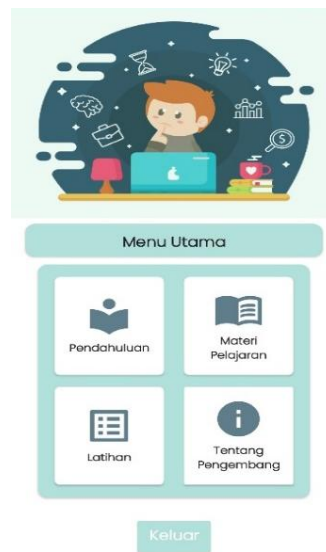 Menu Utama
Pendahuluan
Materi
Pelajaran
Latihan
Tentang
Pengembang
Keluar